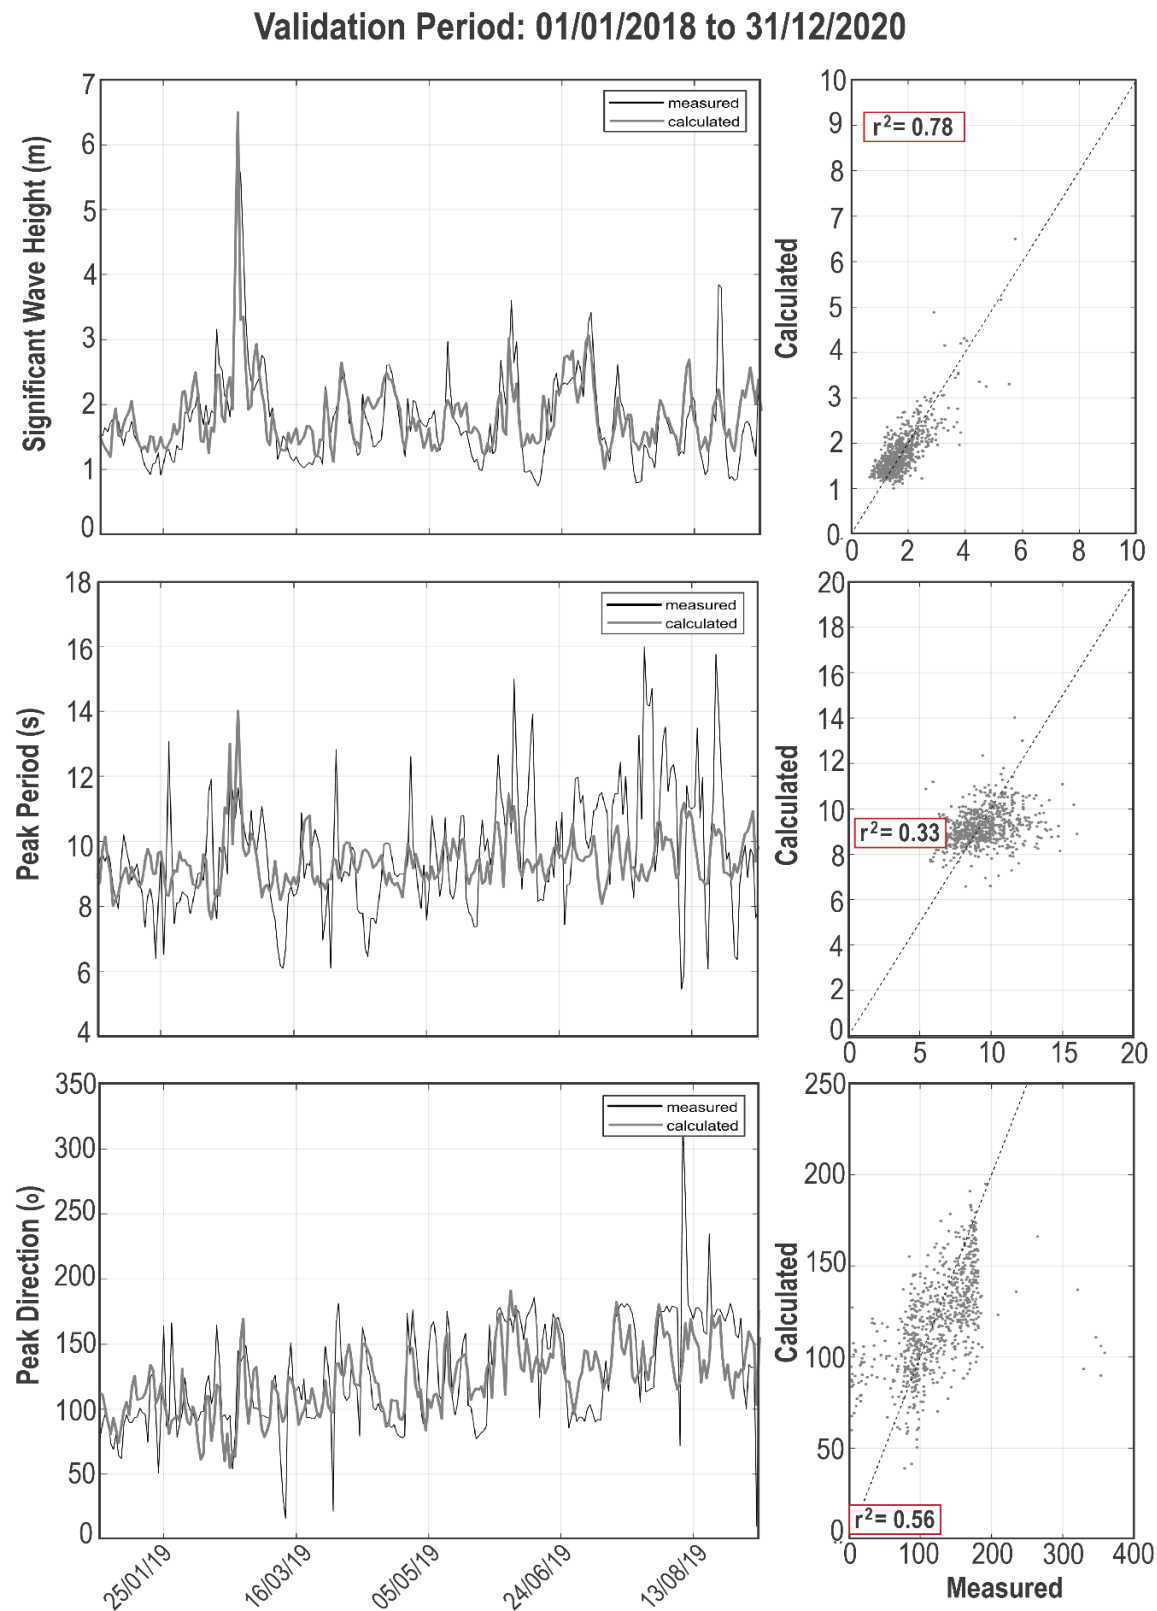 Validation Period: 01/01/2018 to 31/12/2020
Significant Wave Height (m)
7
6
5
4
3
2
1
0
measured
calculated
Calculated
10
9
8
7
6
5
4
3
2
1
0
r²= 0.78
0 2 4 6 8 10
Peak Period (s)
18
16
14
12
10
8
6
4
measured
calculated
Calculated
20
18
16
14
12
10
8
6
4
2
0
r²= 0.33
0 5 10 15 20
Peak Direction (o)
350
300
250
200
150
100
50
0
measured
calculated
25/01/19 16/03/19 05/05/19 24/06/19 13/08/19
Calculated
250
200
150
100
50
0
r²= 0.56
0 100 200 300 400
Measured